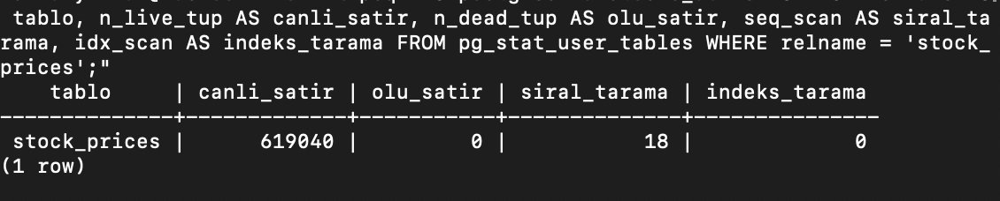 tablo, n_live_tup AS canli_satir, n_dead_tup AS olu_satir, seq_scan AS siral_ta
rama, idx_scan AS indeks_tarama FROM pg_stat_user_tables WHERE relname = 'stock_
prices';"
    tablo     | canli_satir | olu_satir | siral_tarama | indeks_tarama
--------------+-------------+-----------+--------------+---------------
 stock_prices |      619040 |         0 |           18 |             0
(1 row)